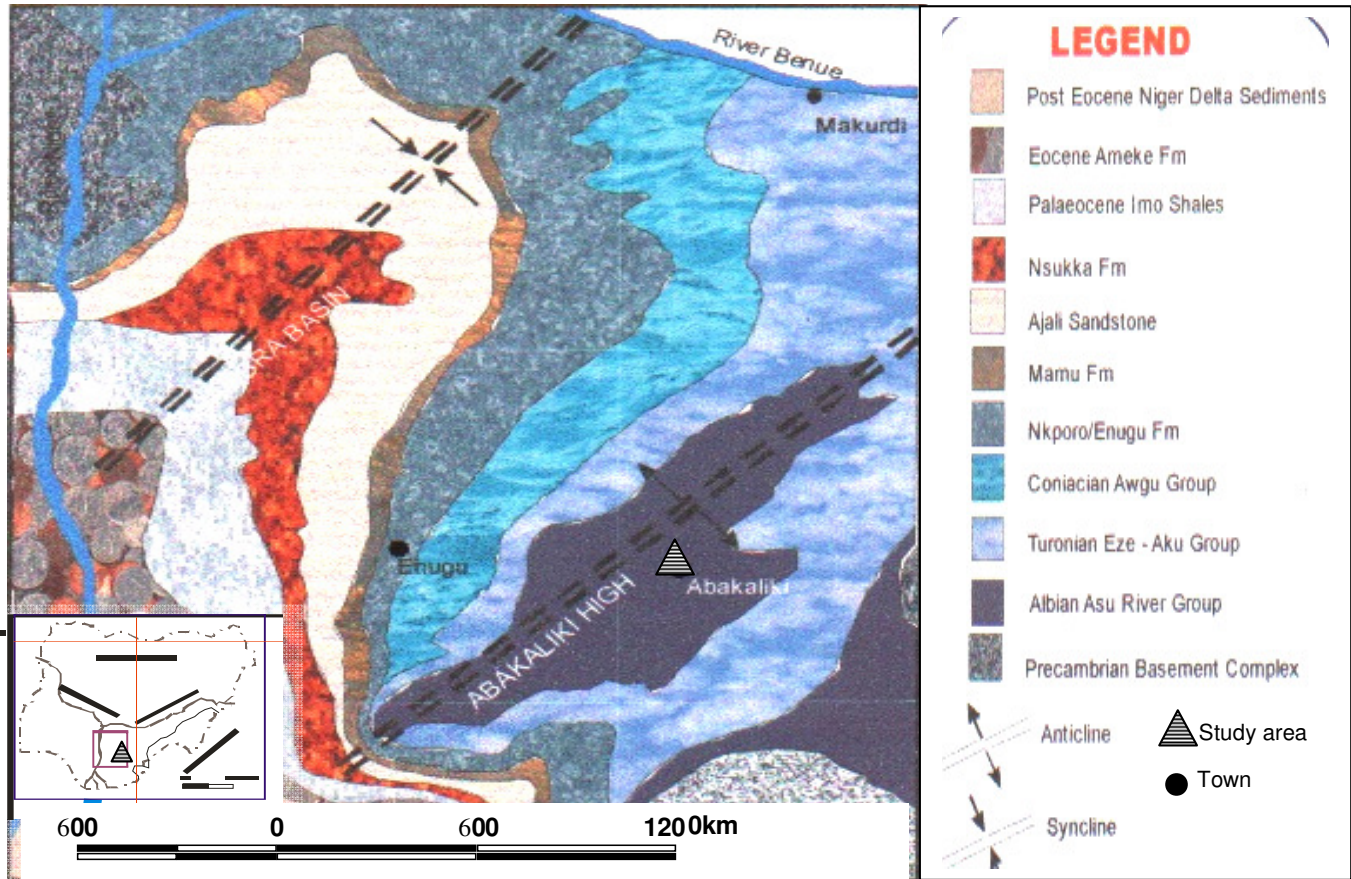 River Benue
Makurdi
BRA BASIN
Enugu
Abakaliki
ABAKALIKI HIGH
600 0 600 1200km
LEGEND
Post Eocene Niger Delta Sediments
Eocene Ameke Fm
Palaeocene Imo Shales
Nsukka Fm
Ajali Sandstone
Mamu Fm
Nkporo/Enugu Fm
Coniacian Awgu Group
Turonian Eze - Aku Group
Albian Asu River Group
Precambrian Basement Complex
Anticline
Study area
Town
Syncline